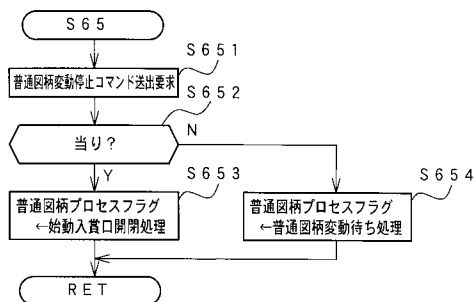 S65
S651
普通図柄変動停止コマンド送出要求
S652
当り?
N
Y
S653
S654
普通図柄プロセスフラグ
←始動入賞口開閉処理
普通図柄プロセスフラグ
←普通図柄変動待ち処理
RET